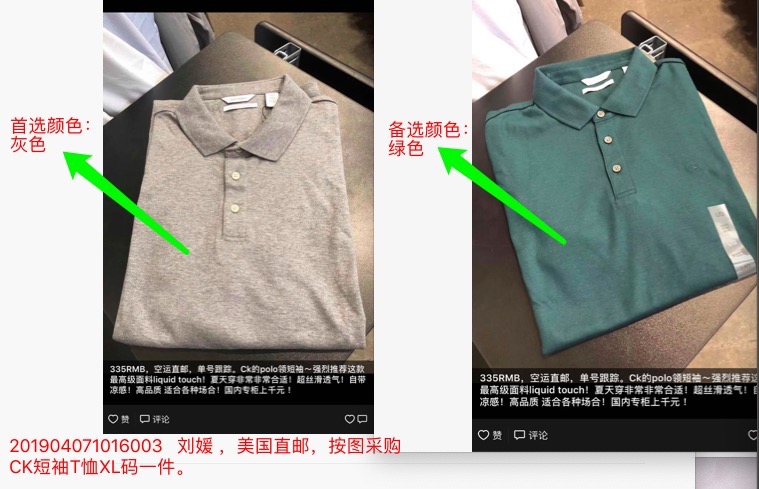 首选颜色：
灰色
备选颜色：
绿色
335RMB，空运直邮，单号跟踪。Ck的polo领短袖～强烈推荐这款
最高级面料liquid touch！夏天穿非常非常合适！超丝滑透气！自带
凉感！高品质 适合各种场合！国内专柜上千元！
赞 评论
335RMB，空运直邮，单号跟踪。Ck的polo领短袖～强烈推荐这
最高级面料liquid touch！夏天穿非常非常合适！超丝滑透气！自
凉感！高品质 适合各种场合！国内专柜上千元！
赞 评论
201904071016003 刘媛 ，美国直邮，按图采购
CK短袖T恤XL码一件。